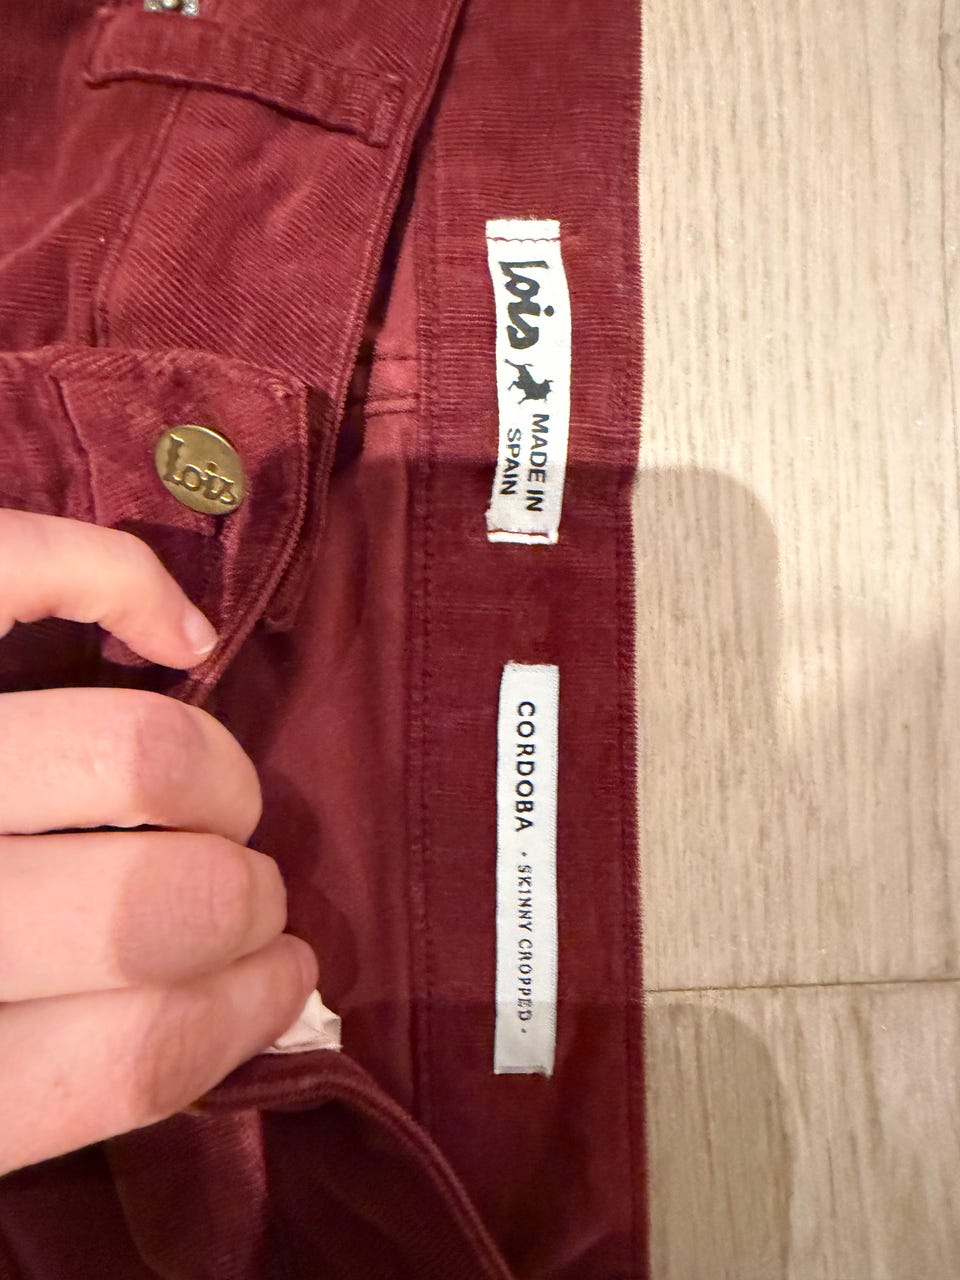 Lois
MADE IN
SPAIN
Lois
CORDOBA • SKINNY CROPPED •